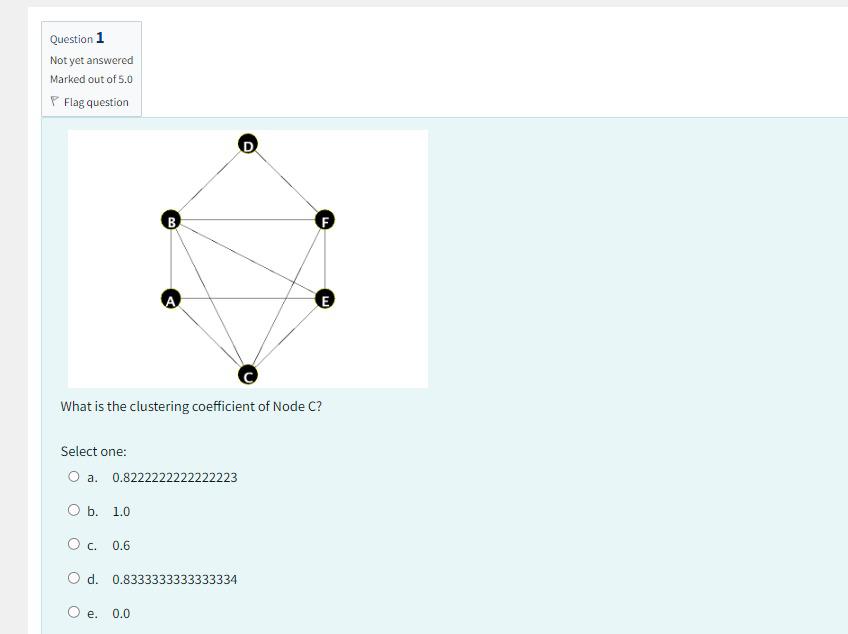 Question 1
Not yet answered
Marked out of 5.0
Flag question
D
B
F
A
E
C
What is the clustering coefficient of Node C?
Select one:
a. 0.8222222222222223
b. 1.0
c. 0.6
d. 0.8333333333333334
e. 0.0